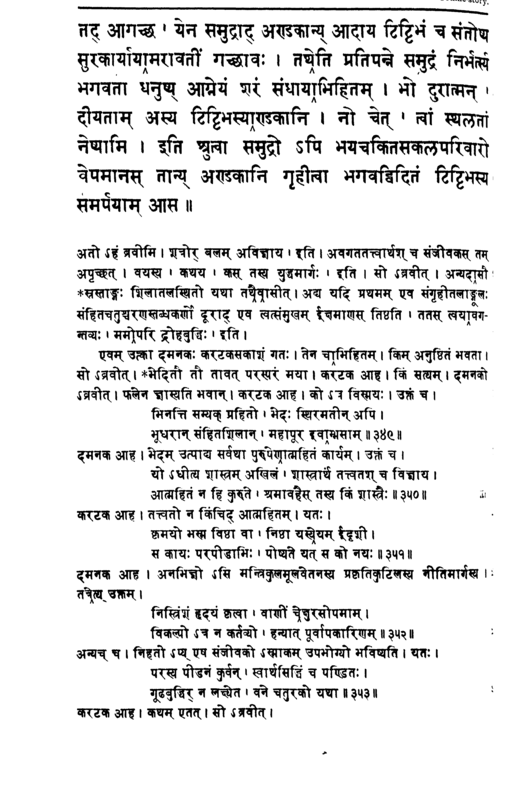 तद् आगच्छ । येन समुद्राद् अण्डकान्य् आदाय टिट्टिभं च संतोष्य
सुरकार्यायामरावतीं गच्छावः । तथेति प्रतिपन्ने समुद्रं निर्भर्त्स्य
भगवता धनुष्य् आग्नेयं शरं संधायाभिहितम् । भो दुरात्मन् ।
दीयताम् अस्य टिट्टिभस्याण्डकानि । नो चेत् । त्वां स्थलतां
नेष्यामि । इति श्रुत्वा समुद्रो ऽपि भयचकितसकलपरिवारो
वेपमानस् तान्य् अण्डकानि गृहीत्वा भगवद्विदितं टिट्टिभस्य
समर्पयाम् आस ॥
अतो ऽहं ब्रवीमि । शत्रोर् बलम् अविज्ञाय । इति । अवगततत्त्वार्थश् च संजीवकस् तम्
अपृच्छत् । वयस्य । कथय । कस् तस्य युद्धमार्गः । इति । सो ऽब्रवीत् । अन्यदासौ
*स्रस्ताङ्गः शिलातलस्थितो यथा तथैवासीत् । अद्य यदि प्रथमम् एव संगृहीतलाङ्गूलः
संहितचतुश्चरणस्तब्धकर्णो दूराद् एव त्वत्संमुखम् ईक्षमाणस् तिष्ठति । ततस् त्वयावग-
न्तव्यः । ममोपरि द्रोहबुद्धिः । इति ।
एवम् उक्त्वा दमनकः करटकसकाशं गतः । तेन चाभिहितम् । किम् अनुष्ठितं भवता ।
सो ऽब्रवीत् । *भेदितौ तौ तावत् परस्परं मया । करटक आह । किं सत्यम् । दमनको
ऽब्रवीत् । फलेन ज्ञास्यति भवान् । करटक आह । को ऽत्र विस्मयः । उक्तं च ।
भिनत्ति सम्यक् प्रहितो । भेदः स्थिरमतीन् अपि ।
भूधरान् संहितशिलान् । महापूर इवाम्भसाम् ॥३४९॥
दमनक आह । भेदम् उत्पाद्य सर्वथा पुरुषेणात्महितं कार्यम् । उक्तं च ।
यो ऽधीत्य शास्त्रम् अखिलं । शास्त्रार्थं तत्त्वतश् च विज्ञाय ।
आत्महितं न हि कुरुते । श्रमावहैस् तस्य किं शास्त्रैः ॥३५०॥
करटक आह । तत्त्वतो न किंचिद् आत्महितम् । यतः ।
कृमयो भस्म विष्ठा वा । निष्ठा यस्येयम् ईदृशी ।
स कायः परपीडाभिः । पोष्यते यत् स को नयः ॥३५१॥
दमनक आह । अनभिज्ञो ऽसि मन्त्रिकुलमूलवेतनस्य प्रकृतिकुटिलस्य नीतिमार्गस्य ।
तत्रैत्य् उक्तम् ।
निस्त्रिंशं हृदयं कृत्वा । वाणीं चेक्षुरसोपमाम् ।
विकल्पो ऽत्र न कर्तव्यो । हन्यात् पूर्वापकारिणम् ॥३५२॥
अन्यच् च । निहतो ऽप्य् एष संजीवको ऽस्माकम् उपभोग्यो भविष्यति । यतः ।
परस्य पीडनं कुर्वन् । स्वार्थसिद्धिं च पण्डितः ।
गूढबुद्धिर् न लक्ष्येत । वने चतुरको यथा ॥३५३॥
करटक आह । कथम् एतत् । सो ऽब्रवीत् ।